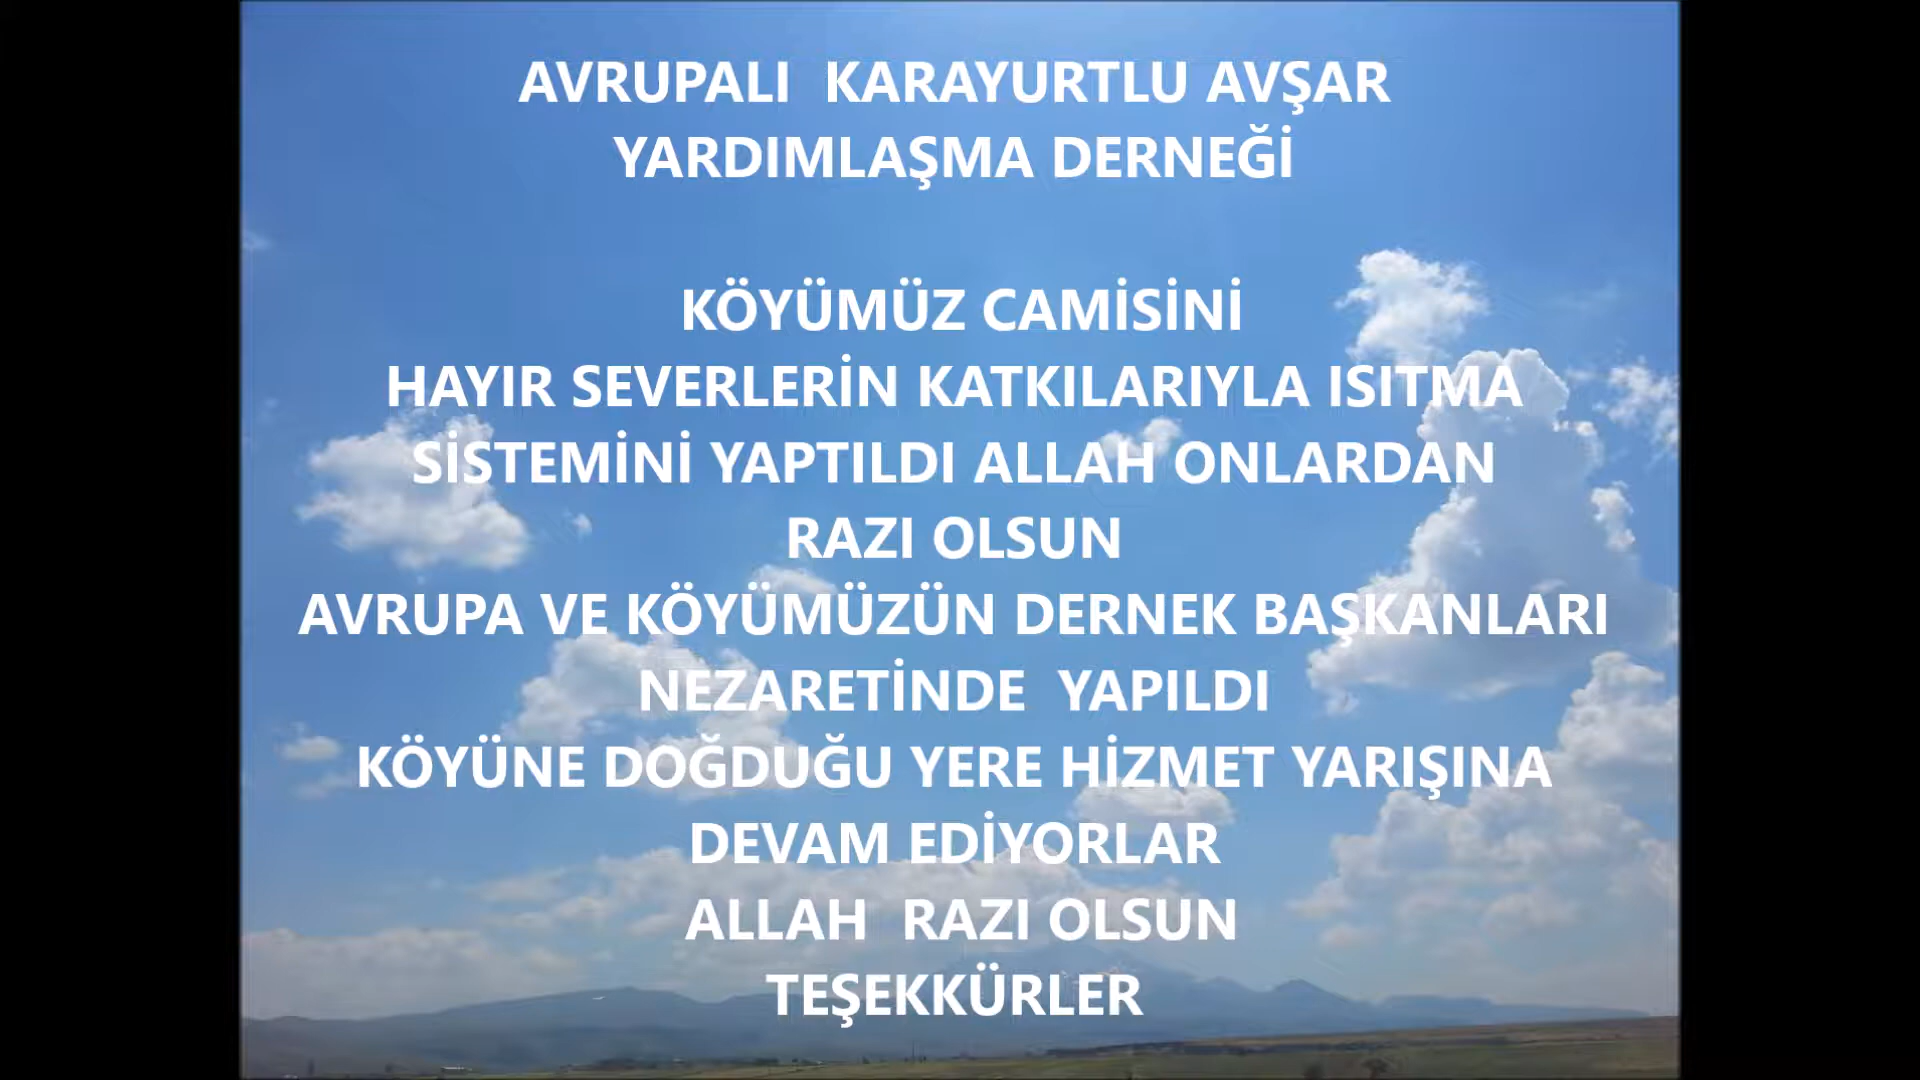 AVRUPALI  KARAYURTLU AVŞAR
YARDIMLAŞMA DERNEĞİ
KÖYÜMÜZ CAMİSİNİ
HAYIR SEVERLERİN KATKILARIYLA ISITMA
SİSTEMİNİ YAPTILDI ALLAH ONLARDAN
RAZI OLSUN
AVRUPA VE KÖYÜMÜZÜN DERNEK BAŞKANLARI
NEZARETİNDE  YAPILDI
KÖYÜNE DOĞDUĞU YERE HİZMET YARIŞINA
DEVAM EDİYORLAR
ALLAH  RAZI OLSUN
TEŞEKKÜRLER